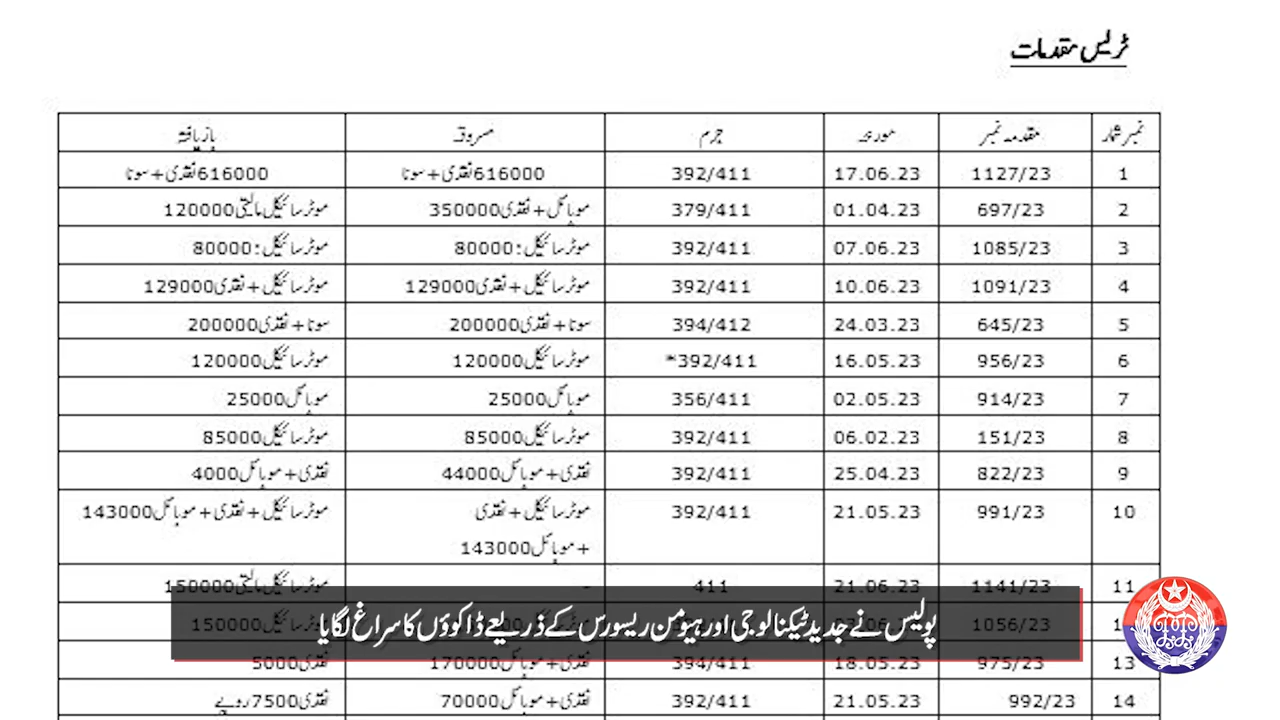 ٹریس مقدمات
نمبر شمار مقدمہ نمبر مورخہ جرم مسروقہ بازیافتہ
1 1127/23 17.06.23 392/411 616000نقدی+سونا 616000نقدی+سونا
2 697/23 01.04.23 379/411 موبائل+نقدی350000 موٹرسائیکل مالیتی120000
3 1085/23 07.06.23 392/411 موٹرسائیکل:80000 موٹرسائیکل:80000
4 1091/23 10.06.23 392/411 موٹرسائیکل+نقدی129000 موٹرسائیکل+نقدی129000
5 645/23 24.03.23 394/412 سونا+نقدی200000 سونا+نقدی200000
6 956/23 16.05.23 392/411* موٹرسائیکل120000 موٹرسائیکل120000
7 914/23 02.05.23 356/411 موبائل25000 موبائل25000
8 151/23 06.02.23 392/411 موٹرسائیکل85000 موٹرسائیکل85000
9 822/23 25.04.23 392/411 نقدی+موبائل44000 نقدی+موبائل4000
10 991/23 21.05.23 392/411 موٹرسائیکل+نقدی موٹرسائیکل+نقدی+موبائل143000
+موبائل143000
11 1141/23 21.06.23 411 - موٹرسائیکل مالیتی150000
1056/23 150000
پولیس نے جدید ٹیکنالوجی اور ہیومن ریسورس کے ذریعے ڈاکوؤں کا سراغ لگایا
13 975/23 18.05.23 394/411 نقدی+موبائل170000 نقدی5000
14 992/23 21.05.23 392/411 نقدی+موبائل70000 نقدی7500روپے